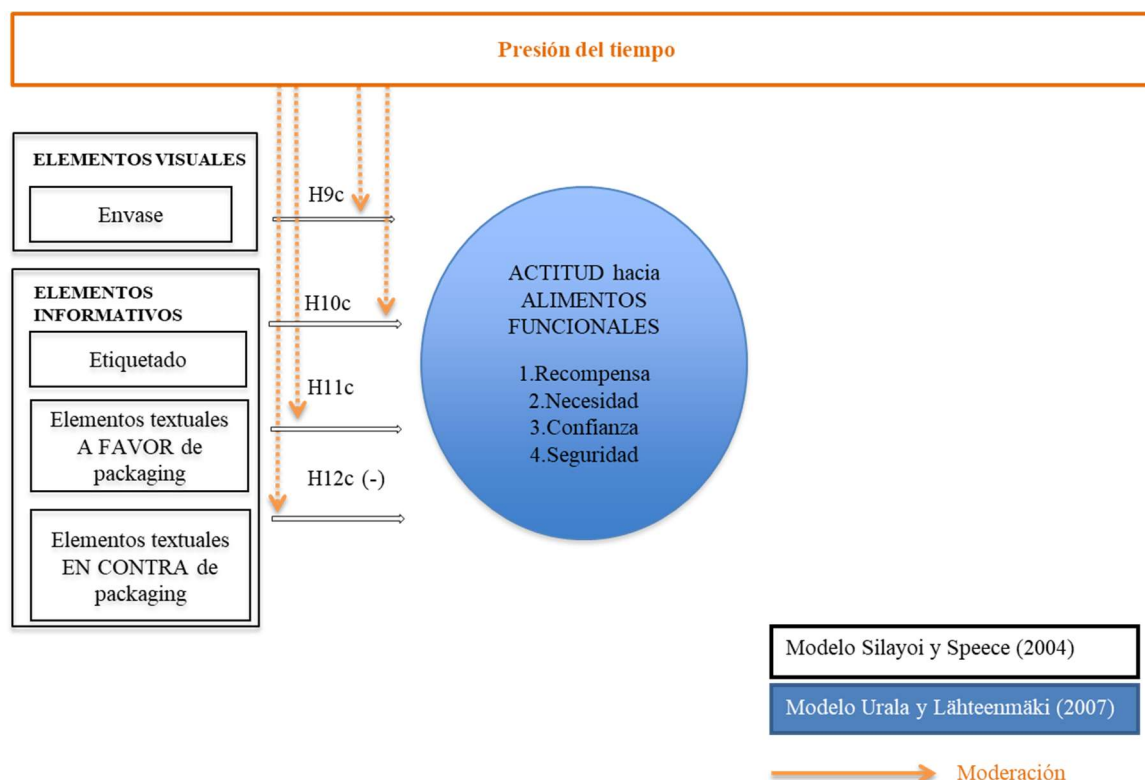 Presión del tiempo
ELEMENTOS VISUALES
Envase
ELEMENTOS
INFORMATIVOS
Etiquetado
Elementos textuales
A FAVOR de
packaging
Elementos textuales
EN CONTRA de
packaging
H9c
H10c
H11c
H12c (-)
ACTITUD hacia
ALIMENTOS
FUNCIONALES
1.Recompensa
2.Necesidad
3.Confianza
4.Seguridad
Modelo Silayoi y Speece (2004)
Modelo Urala y Lähteenmäki (2007)
Moderación